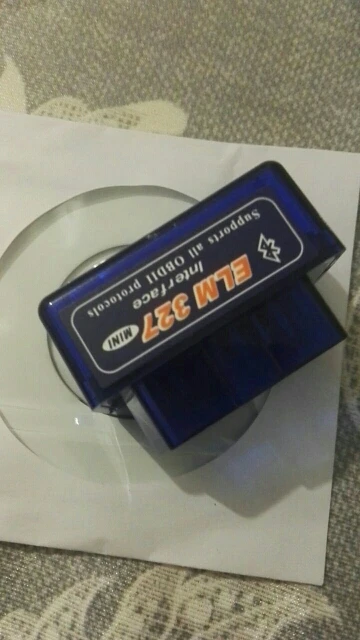 ELM 327 MINI
Interface
Supports all OBDII protocols